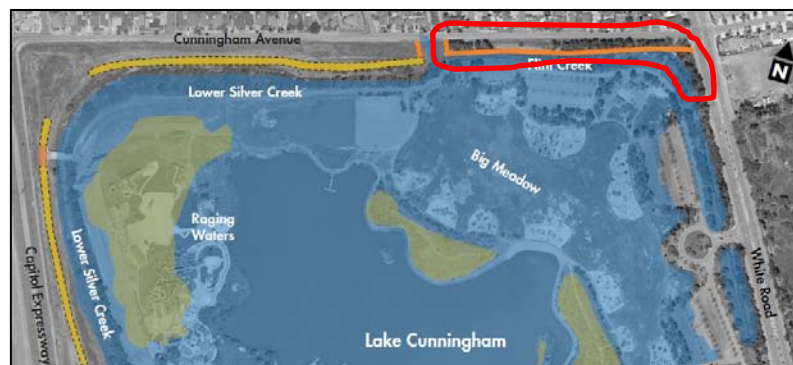 Cunningham Avenue
Flint Creek
N
Lower Silver Creek
Big Meadow
Raging
Waters
Lower Silver Creek
Capitol Expressway
White Road
Lake Cunningham